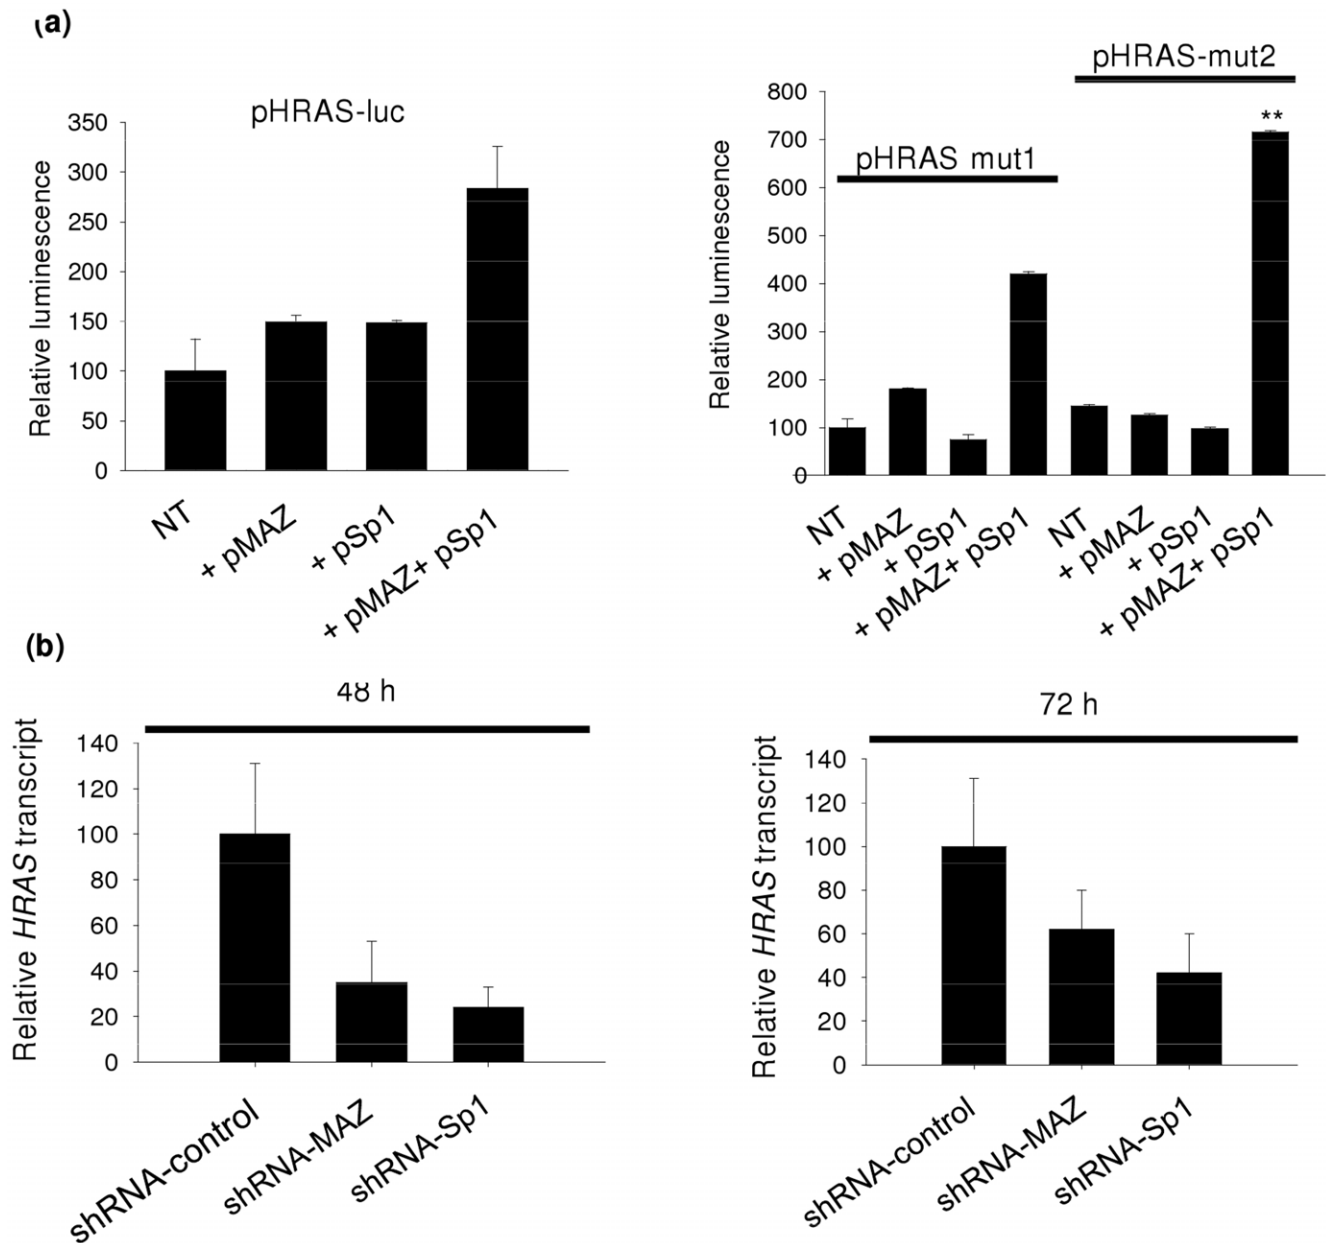 (a)
pHRAS-luc
Relative luminescence
350
300
250
200
150
100
50
0
NT
+ pMAZ
+ pSp1
+ pMAZ+ pSp1
pHRAS-mut2
pHRAS mut1
**
Relative luminescence
800
700
600
500
400
300
200
100
0
NT
+ pMAZ
+ pSp1
+ pMAZ+ pSp1
NT
+ pMAZ
+ pSp1
+ pMAZ+ pSp1
(b)
48 h
Relative HRAS transcript
140
120
100
80
60
40
20
0
shRNA-control
shRNA-MAZ
shRNA-Sp1
72 h
Relative HRAS transcript
140
120
100
80
60
40
20
0
shRNA-control
shRNA-MAZ
shRNA-Sp1